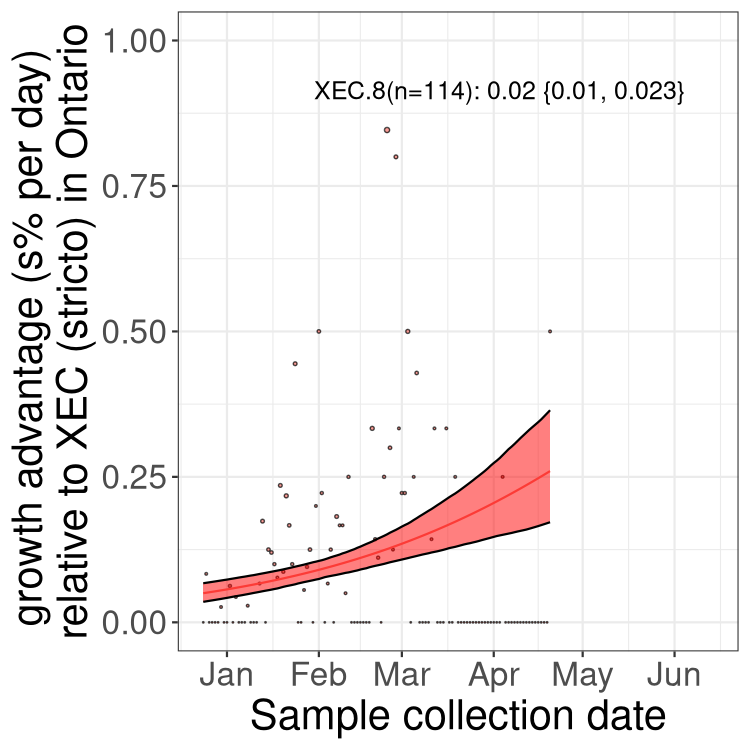 growth advantage (s% per day)
relative to XEC (stricto) in Ontario
1.00
0.75
0.50
0.25
0.00
XEC.8(n=114): 0.02 {0.01, 0.023}
Jan Feb Mar Apr May Jun
Sample collection date